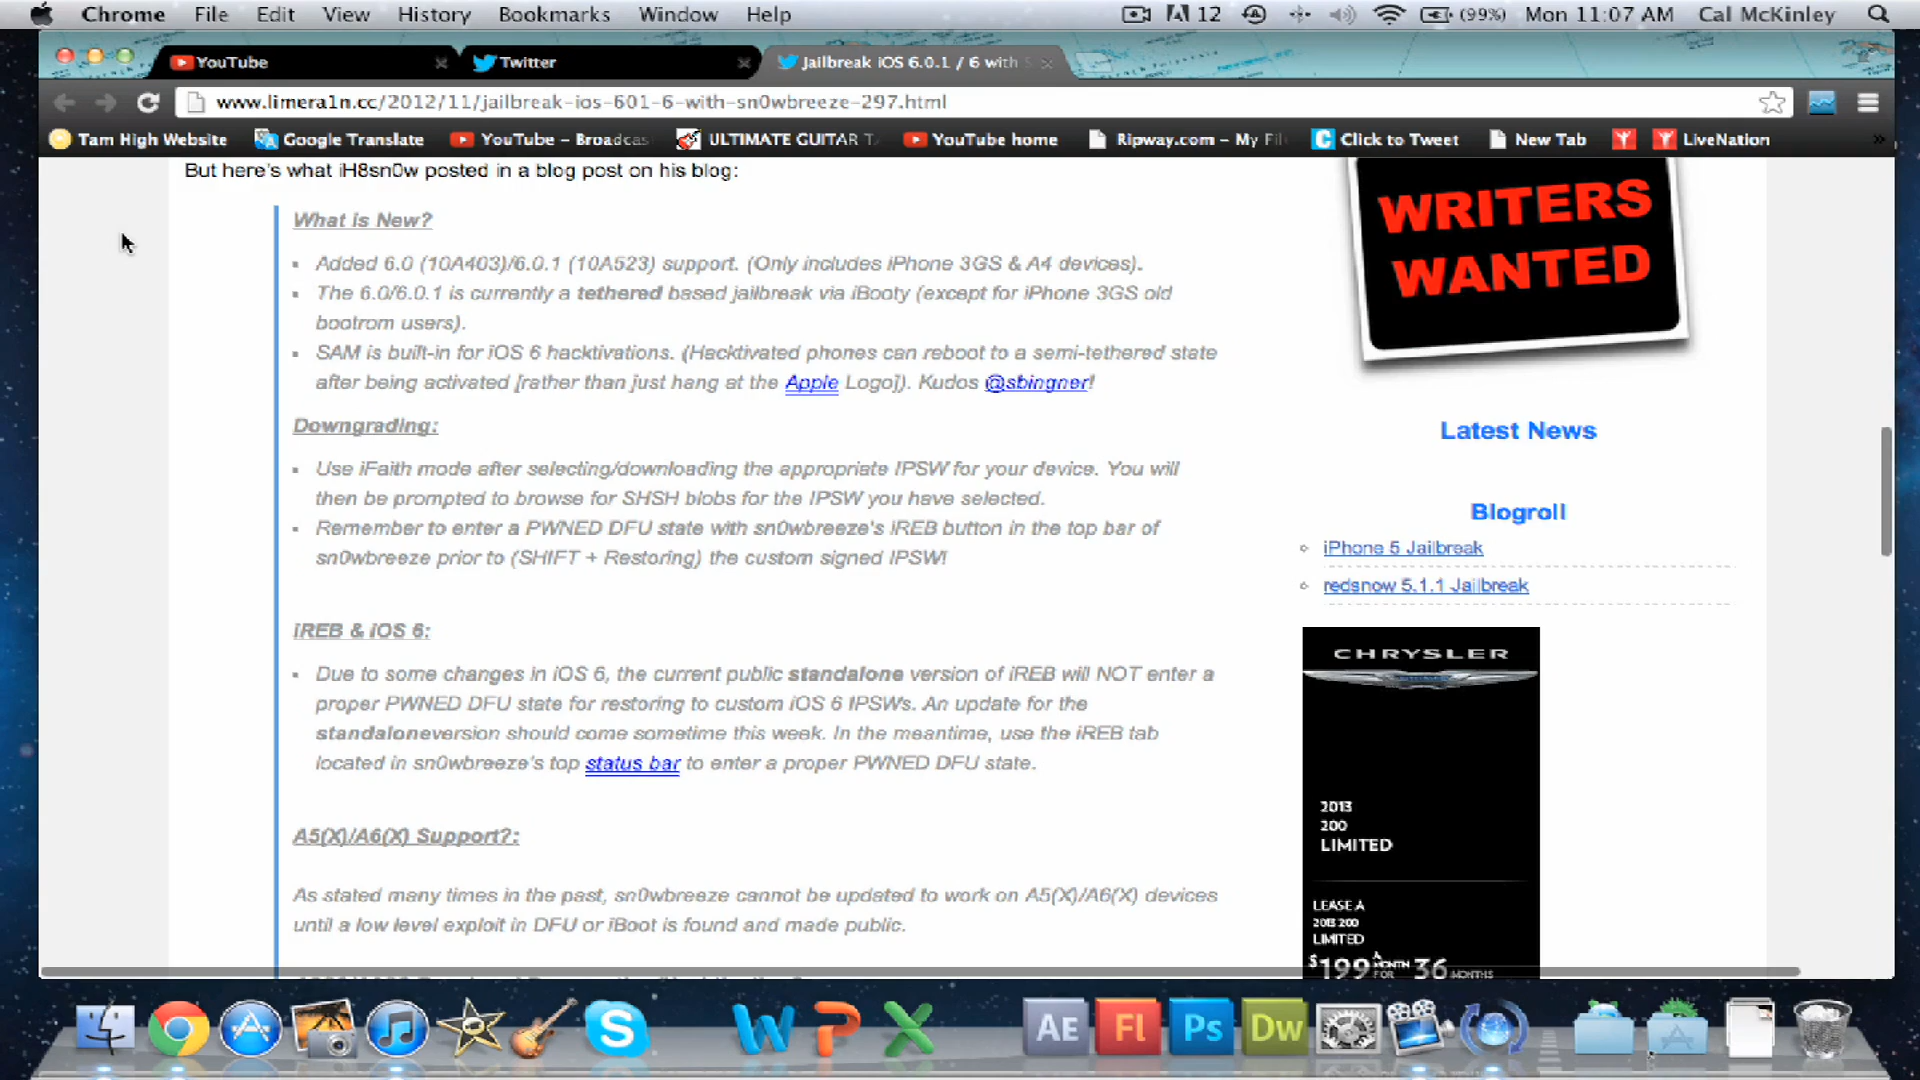 Chrome File Edit View History Bookmarks Window Help 12 (99%) Mon 11:07 AM Cal McKinley
YouTube Twitter Jailbreak iOS 6.0.1 / 6 with
www.limera1n.cc/2012/11/jailbreak-ios-601-6-with-sn0wbreeze-297.html
Tam High Website Google Translate YouTube – Broadcas ULTIMATE GUITAR T YouTube home Ripway.com – My Fil Click to Tweet New Tab LiveNation »
But here's what iH8sn0w posted in a blog post on his blog:
What is New?
Added 6.0 (10A403)/6.0.1 (10A523) support. (Only includes iPhone 3GS & A4 devices).
The 6.0/6.0.1 is currently a tethered based jailbreak via iBooty (except for iPhone 3GS old
bootrom users).
SAM is built-in for iOS 6 hacktivations. (Hacktivated phones can reboot to a semi-tethered state
after being activated [rather than just hang at the Apple Logo]). Kudos @sbingner!
Downgrading:
Use iFaith mode after selecting/downloading the appropriate IPSW for your device. You will
then be prompted to browse for SHSH blobs for the IPSW you have selected.
Remember to enter a PWNED DFU state with sn0wbreeze's iREB button in the top bar of
sn0wbreeze prior to (SHIFT + Restoring) the custom signed IPSW!
iREB & iOS 6:
Due to some changes in iOS 6, the current public standalone version of iREB will NOT enter a
proper PWNED DFU state for restoring to custom iOS 6 IPSWs. An update for the
standaloneversion should come sometime this week. In the meantime, use the iREB tab
located in sn0wbreeze's top status bar to enter a proper PWNED DFU state.
A5(X)/A6(X) Support?:
As stated many times in the past, sn0wbreeze cannot be updated to work on A5(X)/A6(X) devices
until a low level exploit in DFU or iBoot is found and made public.
WRITERS
WANTED
Latest News
Blogroll
iPhone 5 Jailbreak
redsnow 5.1.1 Jailbreak
CHRYSLER
2013
200
LIMITED
LEASE A
2013 200
LIMITED
$199 A MONTH FOR 36 MONTHS
W P X AE Fl Ps Dw